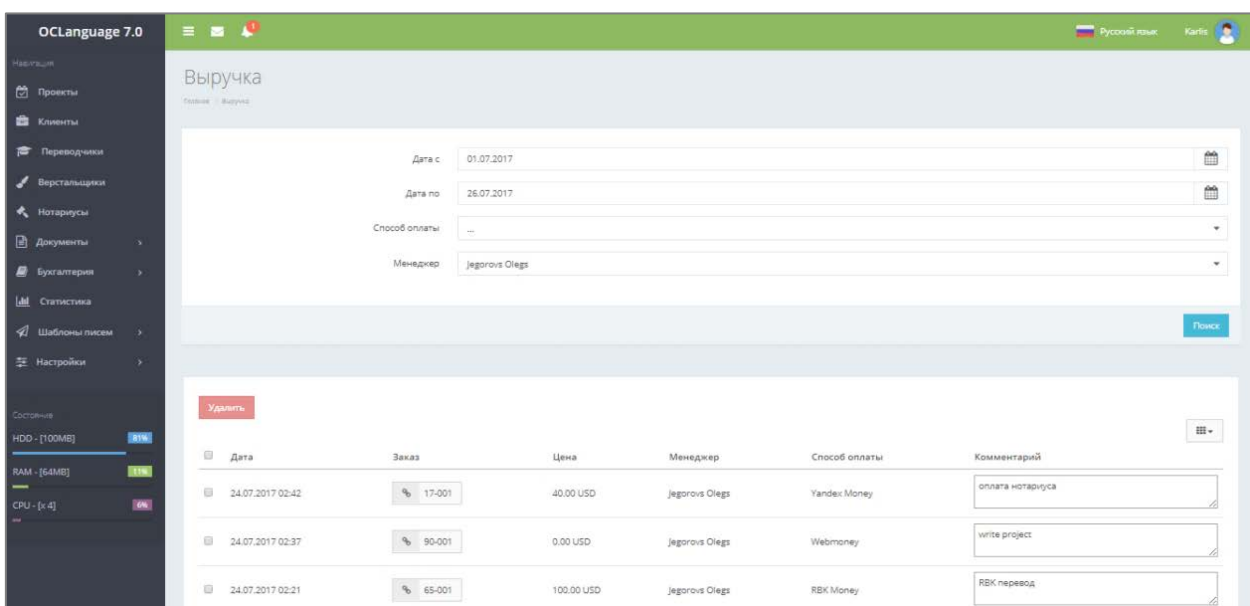 OCLanguage 7.0
1
Русский язык
Karlis
Навигация
Проекты
Клиенты
Переводчики
Верстальщики
Нотариусы
Документы
Бухгалтерия
Статистика
Шаблоны писем
Настройки
Состояние
HDD - [100MB] 81%
RAM - [64MB] 11%
CPU - [x 4] 6%
Выручка
Главная / Выручка
Дата с 01.07.2017
Дата по 26.07.2017
Способ оплаты ...
Менеджер Jegorovs Olegs
Поиск
Удалить
Дата Заказ Цена Менеджер Способ оплаты Комментарий
24.07.2017 02:42 17-001 40.00 USD Jegorovs Olegs Yandex Money оплата нотариуса
24.07.2017 02:37 90-001 0.00 USD Jegorovs Olegs Webmoney write project
24.07.2017 02:21 65-001 100.00 USD Jegorovs Olegs RBK Money RBK перевод